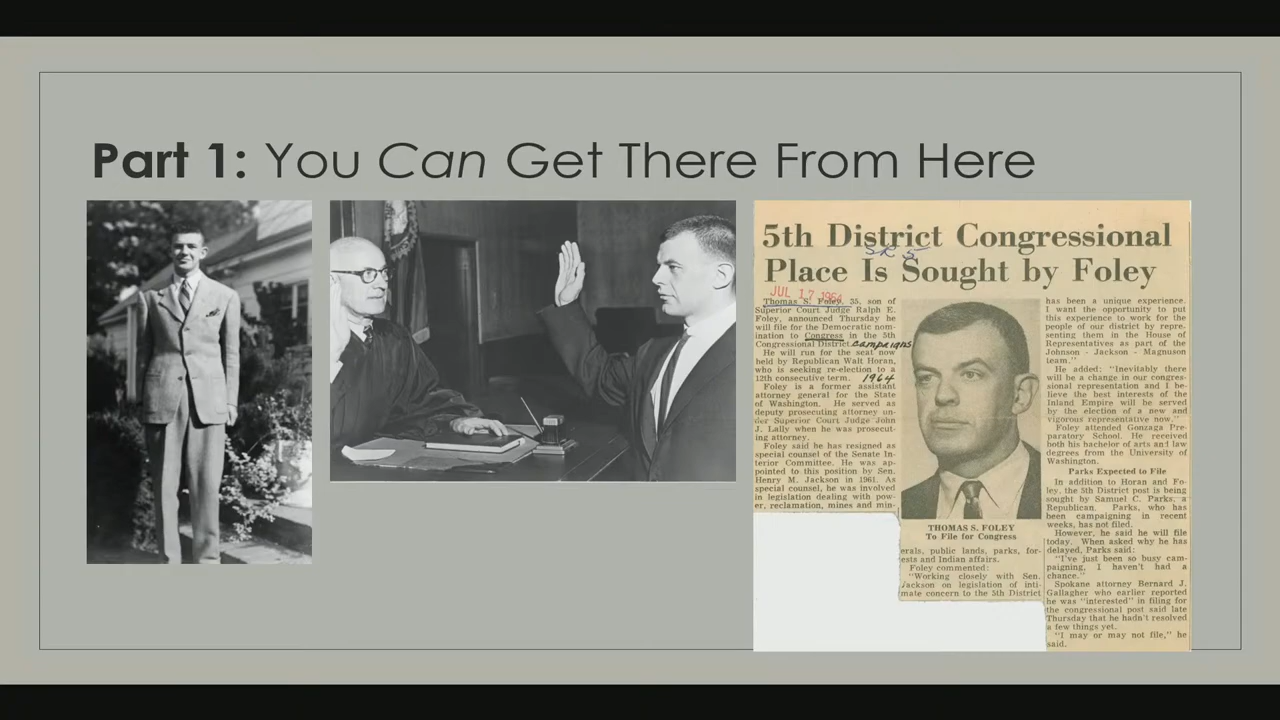 Part 1: You Can Get There From Here
5th District Congressional
Place Is Sought by Foley
SR 5
JUL 17 1964
Thomas S. Foley, 35, son of
Superior Court Judge Ralph E.
Foley, announced Thursday he
will file for the Democratic nom-
ination to Congress in the 5th
Congressional District.
campaigns
He will run for the seat now
held by Republican Walt Horan,
who is seeking re-election to a
12th consecutive term.
1964
Foley is a former assistant
attorney general for the State
of Washington. He served as
deputy prosecuting attorney un-
der Superior Court Judge John
J. Lally when he was prosecut-
ing attorney.
Foley said he has resigned as
special counsel of the Senate In-
terior Committee. He was ap-
pointed to this position by Sen.
Henry M. Jackson in 1961. As
special counsel, he was involved
in legislation dealing with pow-
er, reclamation, mines and min-
THOMAS S. FOLEY
To File for Congress
erals, public lands, parks, for-
ests and Indian affairs.
Foley commented:
"Working closely with Sen.
Jackson on legislation of inti-
mate concern to the 5th District
has been a unique experience.
I want the opportunity to put
this experience to work for the
people of our district by repre-
senting them in the House of
Representatives as part of the
Johnson - Jackson - Magnuson
team."
He added: "Inevitably there
will be a change in our congres-
sional representation and I be-
lieve the best interests of the
Inland Empire will be served
by the election of a new and
vigorous representative now."
Foley attended Gonzaga Pre-
paratory School. He received
both his bachelor of arts and law
degrees from the University of
Washington.
Parks Expected to File
In addition to Horan and Fo-
ley, the 5th District post is being
sought by Samuel C. Parks, a
Republican. Parks, who has
been campaigning in recent
weeks, has not filed.
However, he said he will file
today. When asked why he has
delayed, Parks said:
"I've just been so busy cam-
paigning, I haven't had a
chance."
Spokane attorney Bernard J.
Gallagher who earlier reported
he was "interested" in filing for
the congressional post said late
Thursday that he hadn't resolved
a few things yet.
"I may or may not file," he
said.